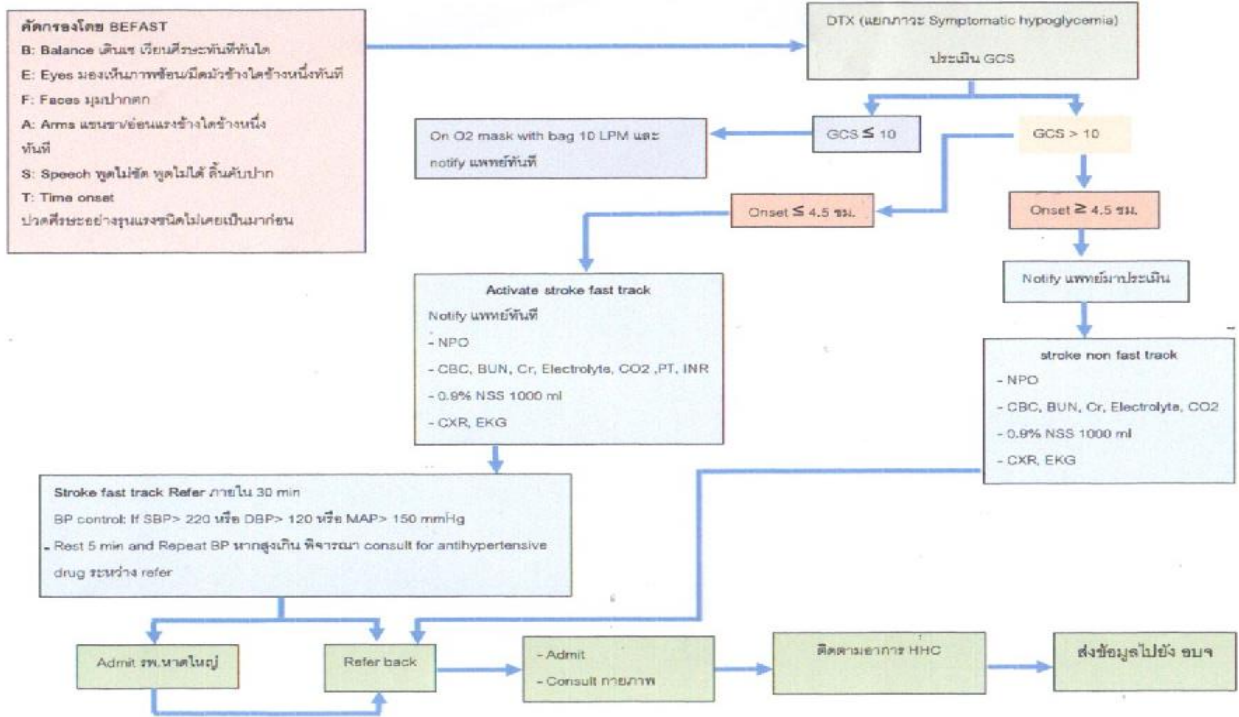 คัดกรองโดย BEFAST
B: Balance เดินเซ เวียนศีรษะทันทีทันใด
E: Eyes มองเห็นภาพซ้อน/มืดมัวข้างใดข้างหนึ่งทันที
F: Faces มุมปากตก
A: Arms แขนขา/อ่อนแรงข้างใดข้างหนึ่ง
ทันที
S: Speech พูดไม่ชัด พูดไม่ได้ ลิ้นคับปาก
T: Time onset
ปวดศีรษะอย่างรุนแรงชนิดไม่เคยเป็นมาก่อน
DTX (แยกภาวะ Symptomatic hypoglycemia)
ประเมิน GCS
On O2 mask with bag 10 LPM และ
notify แพทย์ทันที
GCS ≤ 10
GCS > 10
Onset ≤ 4.5 ชม.
Onset ≥ 4.5 ชม.
Activate stroke fast track
Notify แพทย์ทันที
- NPO
- CBC, BUN, Cr, Electrolyte, CO2 ,PT, INR
- 0.9% NSS 1000 ml
- CXR, EKG
Notify แพทย์มาประเมิน
stroke non fast track
- NPO
- CBC, BUN, Cr, Electrolyte, CO2
- 0.9% NSS 1000 ml
- CXR, EKG
Stroke fast track Refer ภายใน 30 min
BP control: If SBP> 220 หรือ DBP> 120 หรือ MAP> 150 mmHg
- Rest 5 min and Repeat BP หากสูงเกิน พิจารณา consult for antihypertensive
drug ระหว่าง refer
Admit รพ.หาดใหญ่
Refer back
- Admit
- Consult กายภาพ
ติดตามอาการ HHC
ส่งข้อมูลไปยัง อบจ